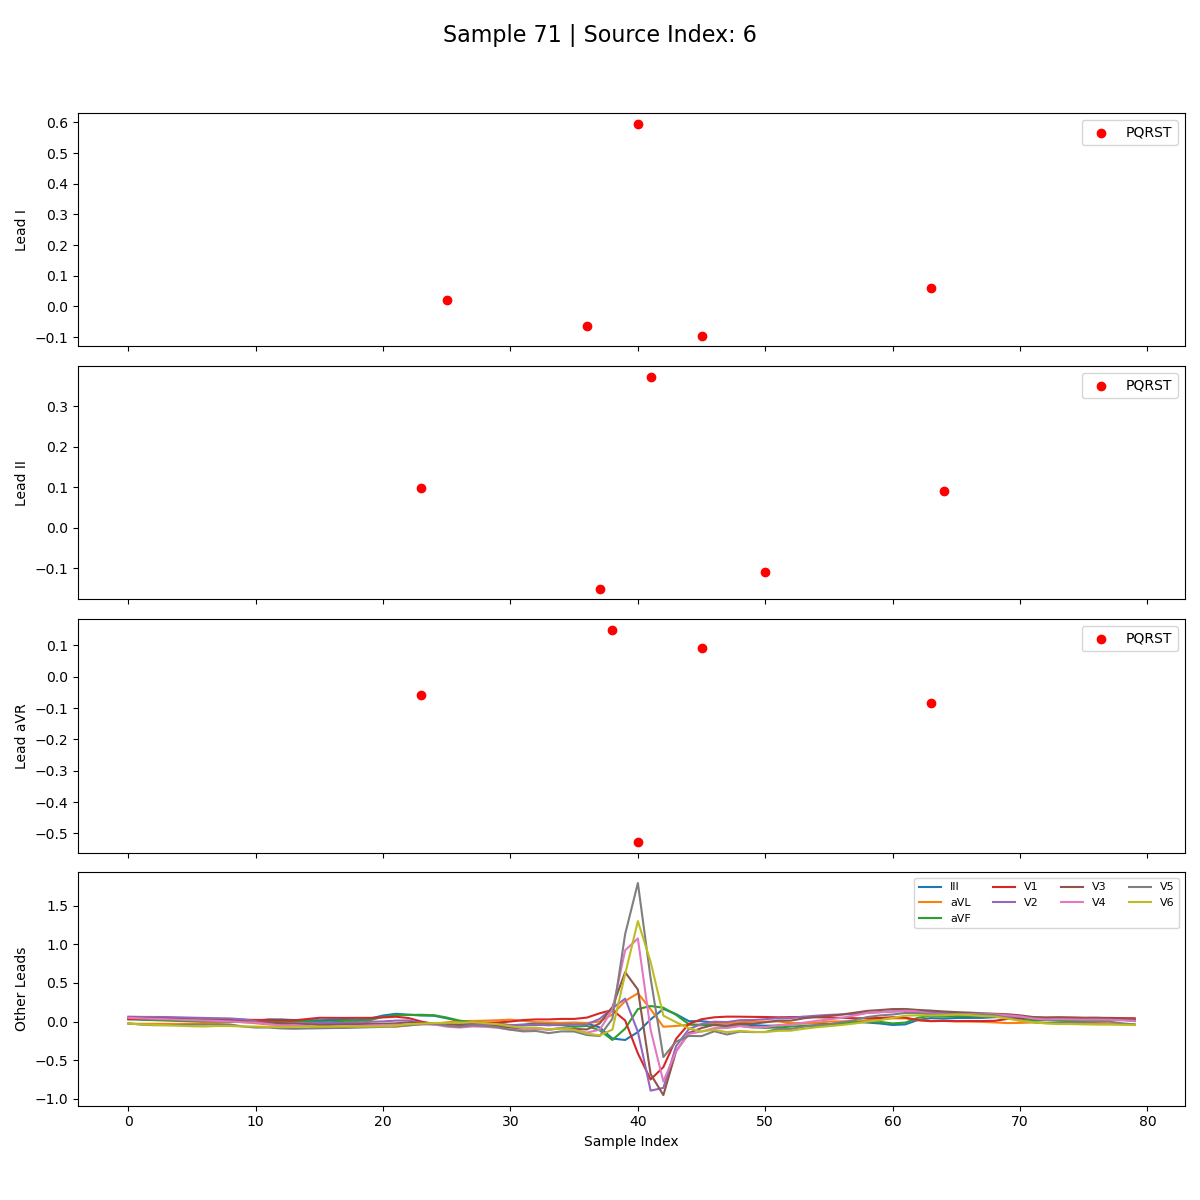 Sample 71 | Source Index: 6
0.6
0.5
0.4
0.3
0.2
0.1
0.0
−0.1
Lead I
PQRST
0.3
0.2
0.1
0.0
−0.1
Lead II
PQRST
0.1
0.0
−0.1
−0.2
−0.3
−0.4
−0.5
Lead aVR
PQRST
1.5
1.0
0.5
0.0
−0.5
−1.0
Other Leads
III V1 V3 V5
aVL V2 V4 V6
aVF
0 10 20 30 40 50 60 70 80
Sample Index